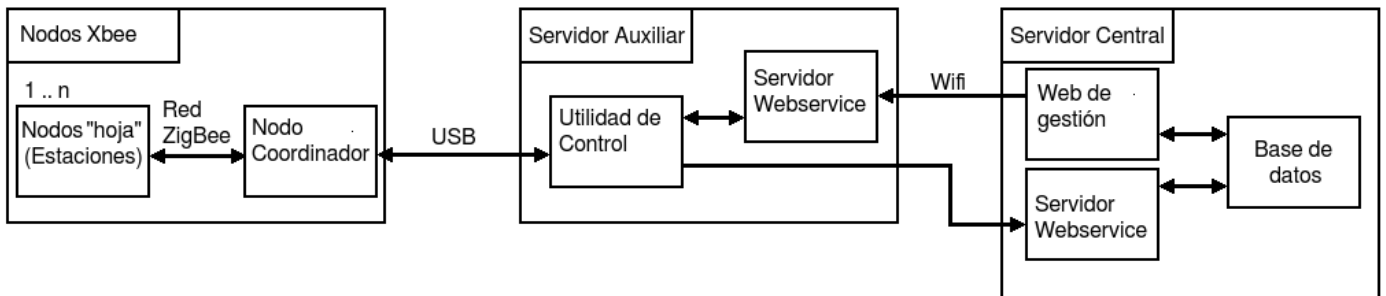 Nodos Xbee
1 .. n
Nodos "hoja"
(Estaciones)
Red
ZigBee
Nodo
Coordinador
USB
Servidor Auxiliar
Utilidad de
Control
Servidor
Webservice
Wifi
Servidor Central
Web de
gestión
Servidor
Webservice
Base de
datos